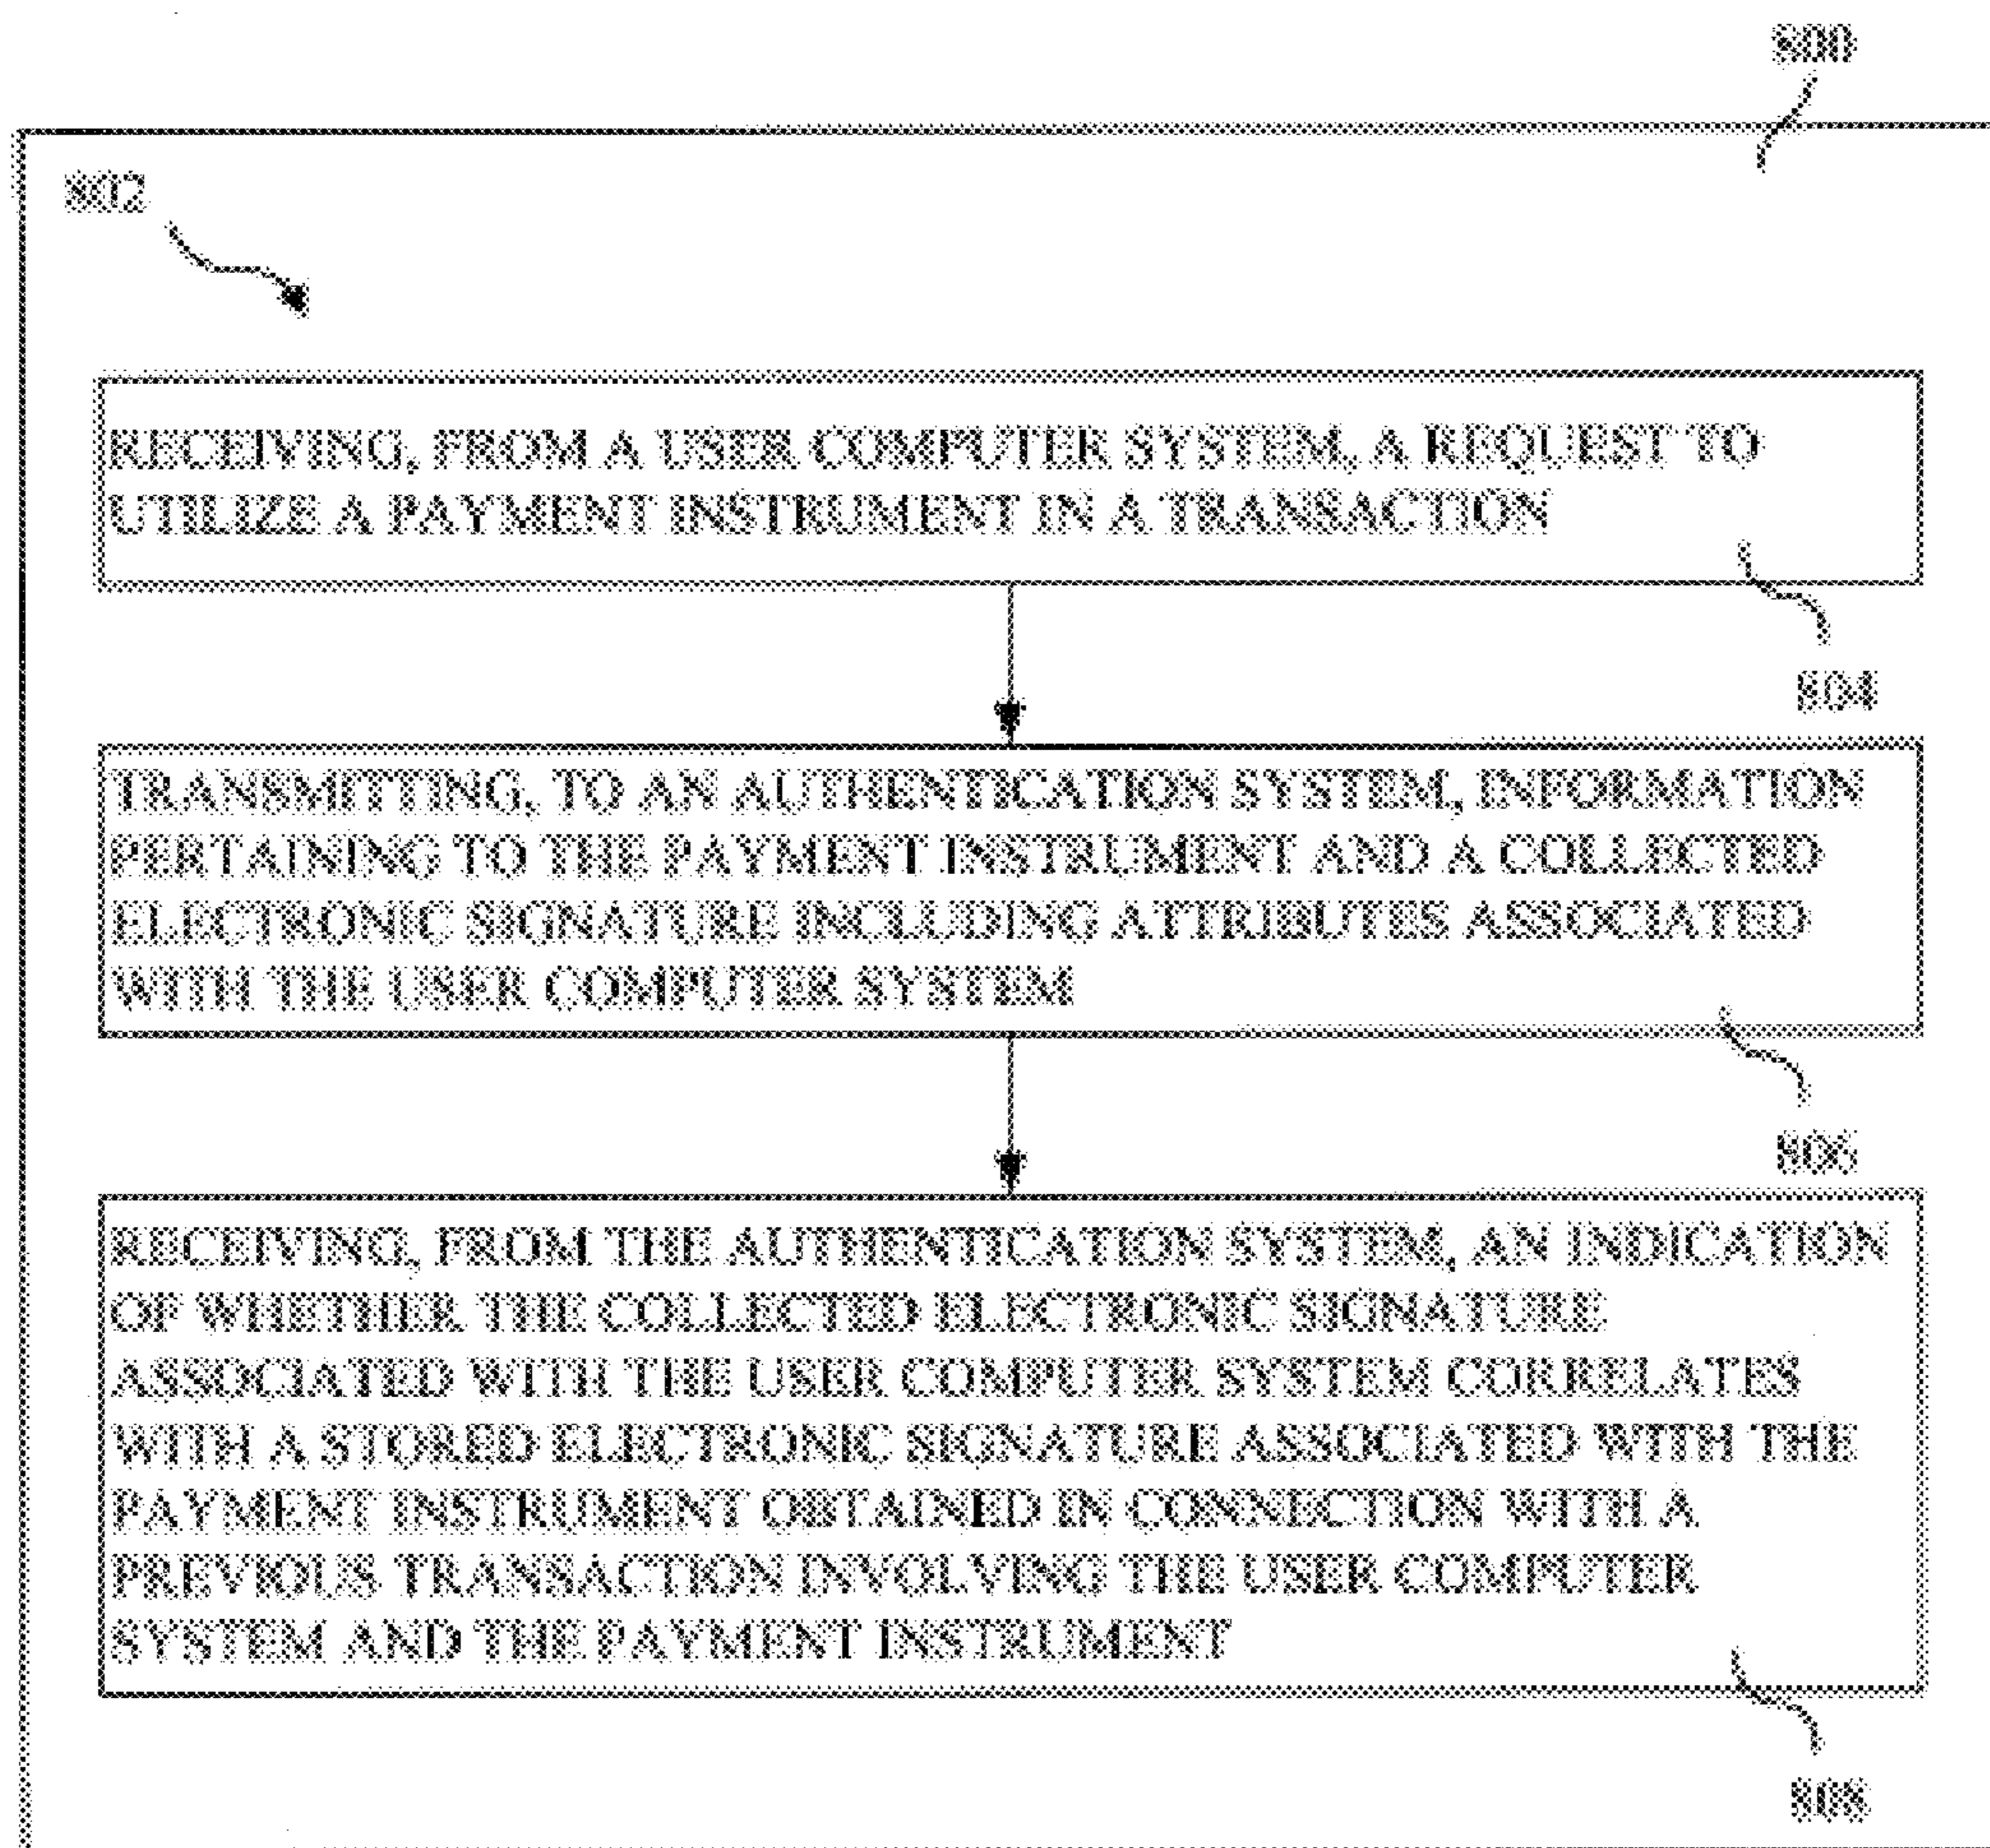 800
802
RECEIVING, FROM A USER COMPUTER SYSTEM, A REQUEST TO
UTILIZE A PAYMENT INSTRUMENT IN A TRANSACTION
804
TRANSMITTING, TO AN AUTHENTICATION SYSTEM, INFORMATION
PERTAINING TO THE PAYMENT INSTRUMENT AND A COLLECTED
ELECTRONIC SIGNATURE INCLUDING ATTRIBUTES ASSOCIATED
WITH THE USER COMPUTER SYSTEM
806
RECEIVING, FROM THE AUTHENTICATION SYSTEM, AN INDICATION
OF WHETHER THE COLLECTED ELECTRONIC SIGNATURE
ASSOCIATED WITH THE USER COMPUTER SYSTEM CORRELATES
WITH A STORED ELECTRONIC SIGNATURE ASSOCIATED WITH THE
PAYMENT INSTRUMENT OBTAINED IN CONNECTION WITH A
PREVIOUS TRANSACTION INVOLVING THE USER COMPUTER
SYSTEM AND THE PAYMENT INSTRUMENT
808